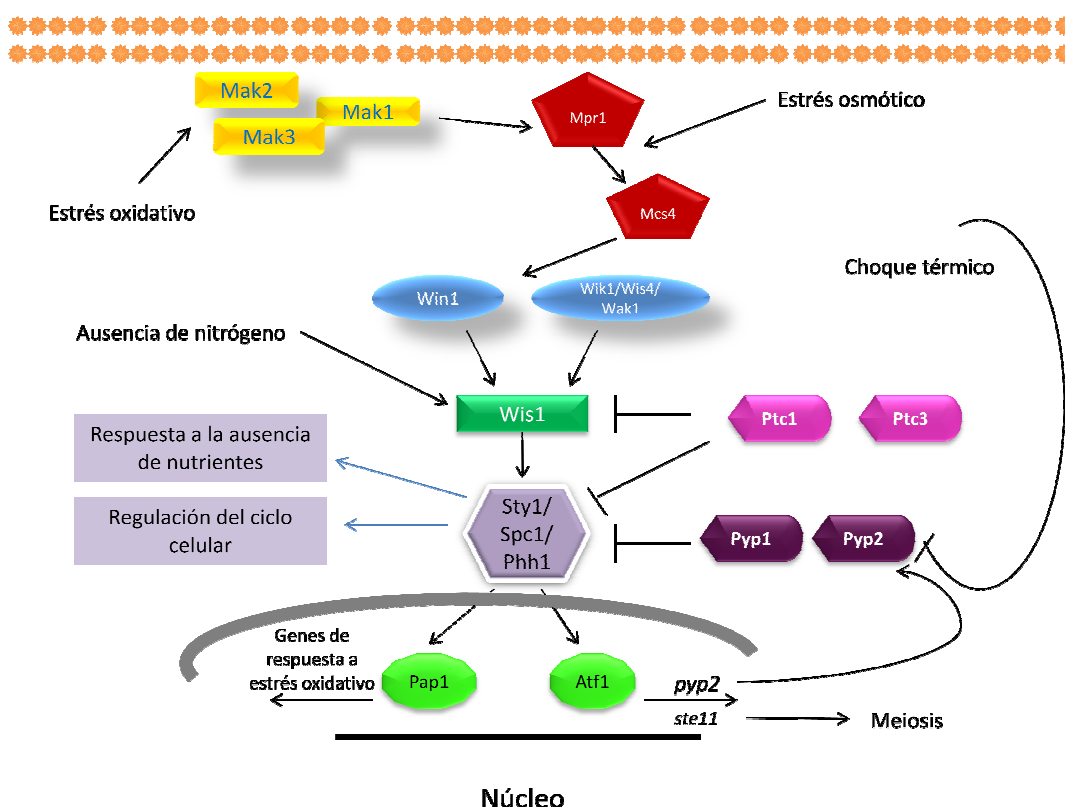 Mak2
Mak1
Mak3
Mpr1
Estrés osmótico
Estrés oxidativo
Mcs4
Choque térmico
Win1
Wik1/Wis4/
Wak1
Ausencia de nitrógeno
Wis1
Ptc1
Ptc3
Respuesta a la ausencia
de nutrientes
Regulación del ciclo
celular
Sty1/
Spc1/
Phh1
Pyp1
Pyp2
Genes de
respuesta a
estrés oxidativo
Pap1
Atf1
pyp2
ste11
Meiosis
Núcleo